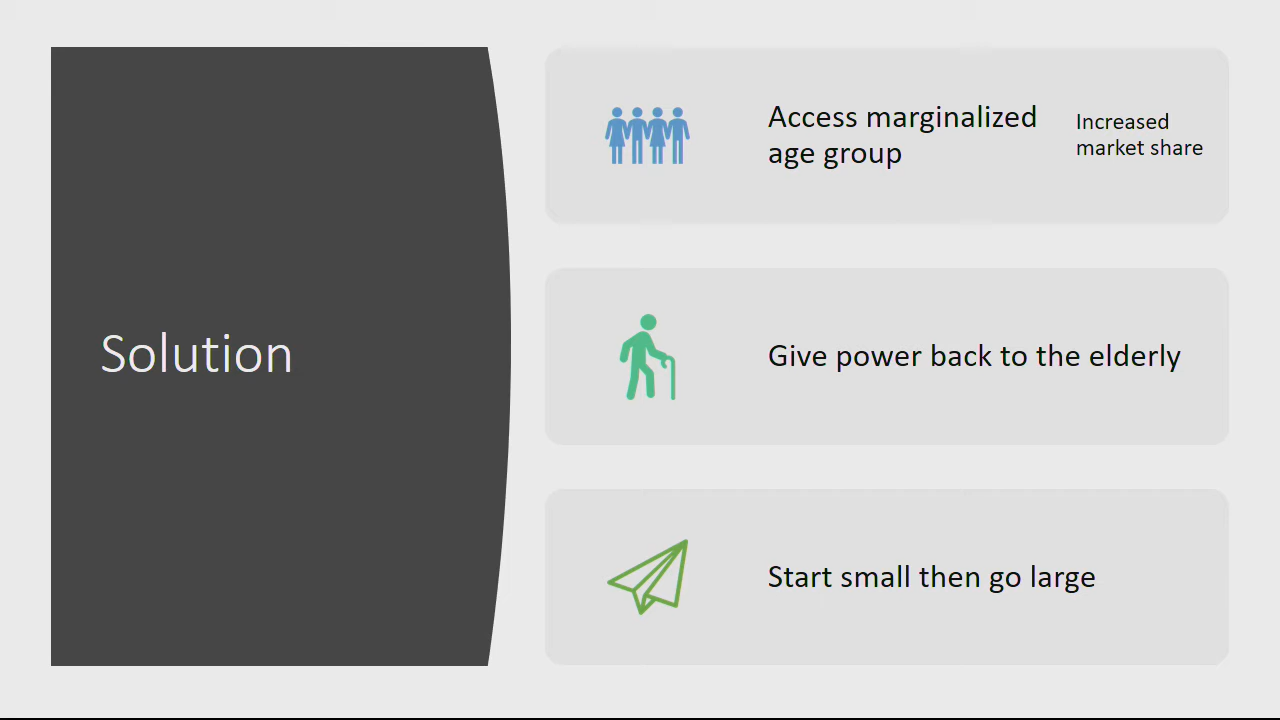 Solution
Access marginalized
age group
Increased
market share
Give power back to the elderly
Start small then go large